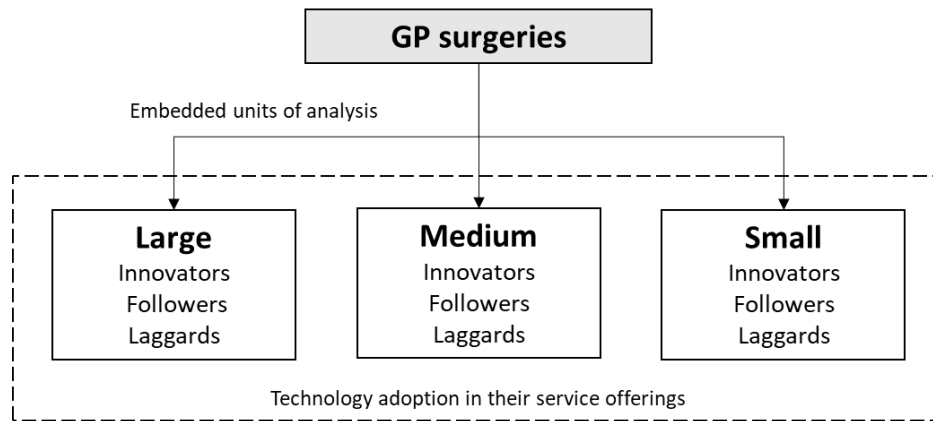 GP surgeries
Embedded units of analysis
Large
Innovators
Followers
Laggards
Medium
Innovators
Followers
Laggards
Small
Innovators
Followers
Laggards
Technology adoption in their service offerings